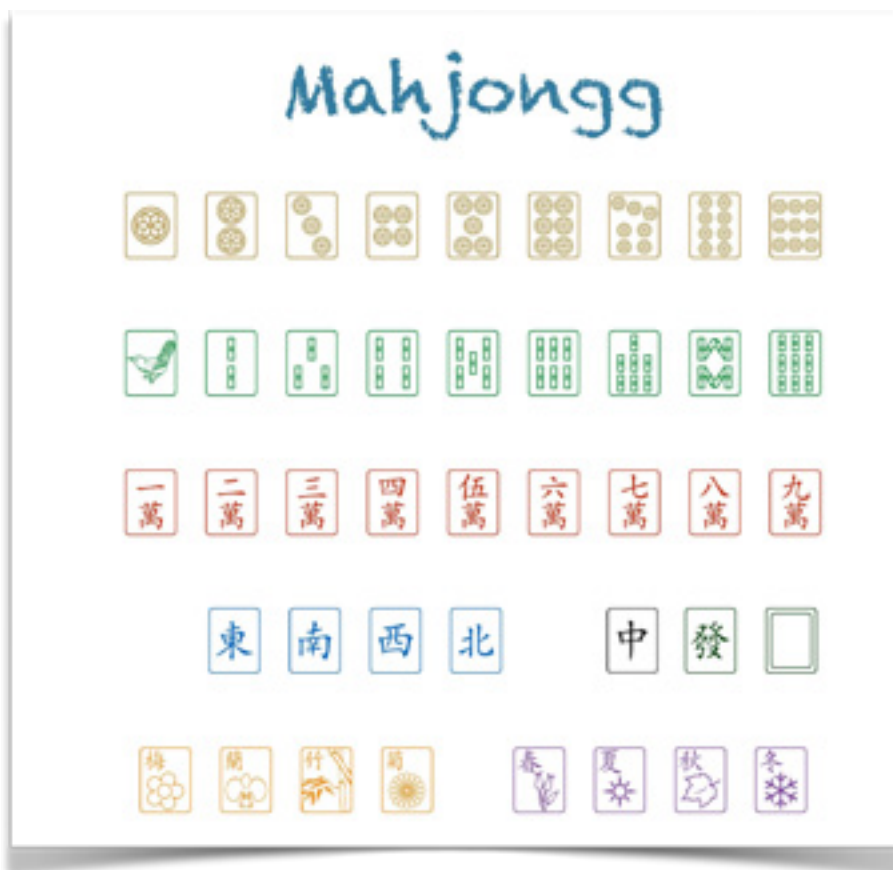 Mahjongg
一萬 二萬 三萬 四萬 伍萬 六萬 七萬 八萬 九萬
東 南 西 北 中 發
梅 蘭 竹 菊 春 夏 秋 冬